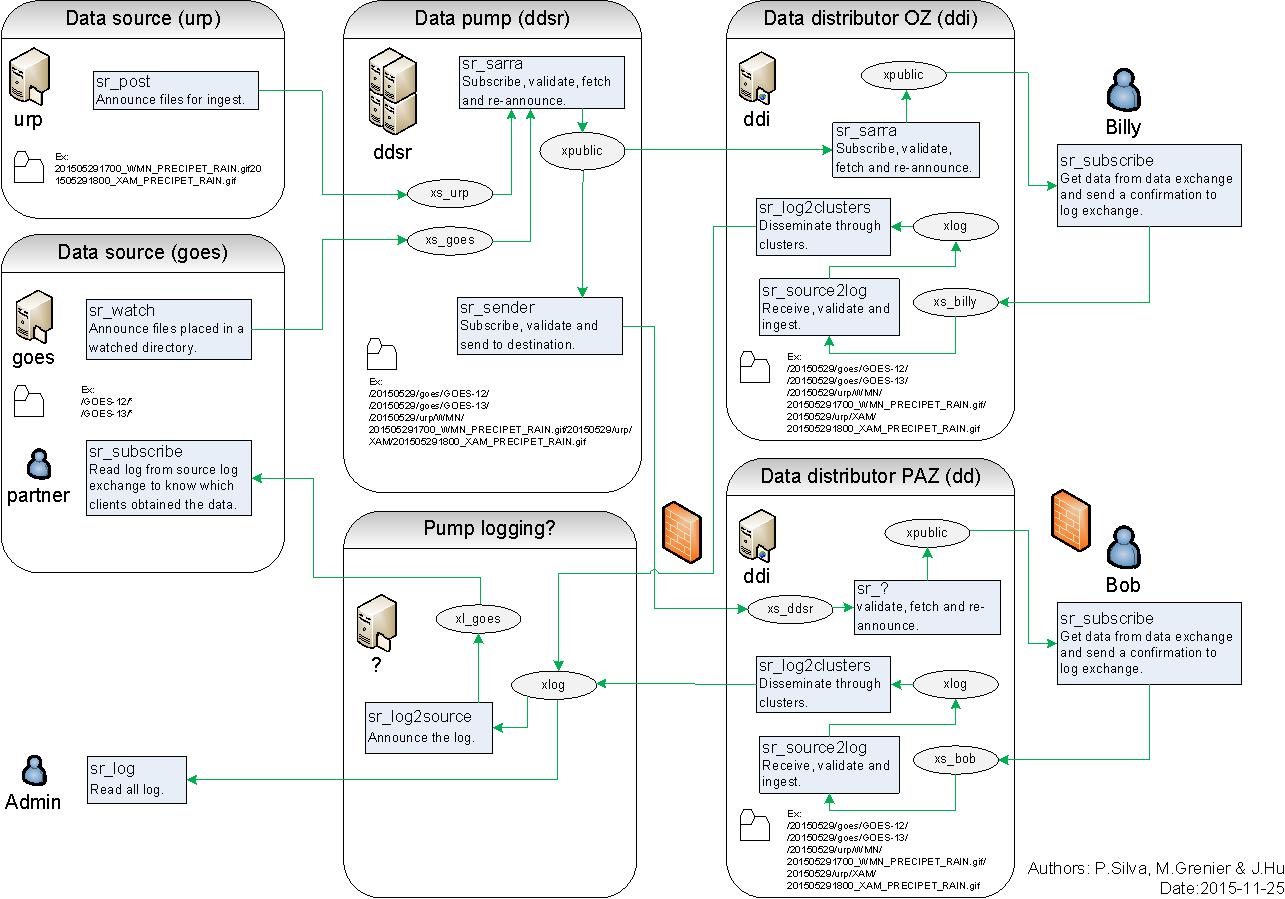 Data source (urp)
urp
sr_post
Announce files for ingest.
Ex:
201505291700_WMN_PRECIPET_RAIN.gif20
1505291800_XAM_PRECIPET_RAIN.gif
Data source (goes)
goes
sr_watch
Announce files placed in a
watched directory.
Ex:
/GOES-12/*
/GOES-13/*
partner
sr_subscribe
Read log from source log
exchange to know which
clients obtained the data.
Admin
sr_log
Read all log.
Data pump (ddsr)
ddsr
sr_sarra
Subscribe, validate, fetch
and re-announce.
xpublic
xs_urp
xs_goes
sr_sender
Subscribe, validate and
send to destination.
Ex:
/20150529/goes/GOES-12/
/20150529/goes/GOES-13/
/20150529/urp/WMN/
201505291700_WMN_PRECIPET_RAIN.gif/20150529/urp/
XAM/201505291800_XAM_PRECIPET_RAIN.gif
Pump logging?
?
xl_goes
xlog
sr_log2source
Announce the log.
Data distributor OZ (ddi)
ddi
xpublic
sr_sarra
Subscribe, validate,
fetch and re-announce.
sr_log2clusters
Disseminate through
clusters.
xlog
sr_source2log
Receive, validate and
ingest.
xs_billy
Ex:
/20150529/goes/GOES-12/
/20150529/goes/GOES-13/
/20150529/urp/WMN/
201505291700_WMN_PRECIPET_RAIN.gif/
20150529/urp/XAM/
201505291800_XAM_PRECIPET_RAIN.gif
Billy
sr_subscribe
Get data from data exchange
and send a confirmation to
log exchange.
Data distributor PAZ (dd)
ddi
xpublic
xs_ddsr
sr_?
validate, fetch and re-
announce.
sr_log2clusters
Disseminate through
clusters.
xlog
sr_source2log
Receive, validate and
ingest.
xs_bob
Ex:
/20150529/goes/GOES-12/
/20150529/goes/GOES-13/
/20150529/urp/WMN/
201505291700_WMN_PRECIPET_RAIN.gif/
20150529/urp/XAM/
201505291800_XAM_PRECIPET_RAIN.gif
Bob
sr_subscribe
Get data from data exchange
and send a confirmation to
log exchange.
Authors: P.Silva, M.Grenier & J.Hu
Date:2015-11-25